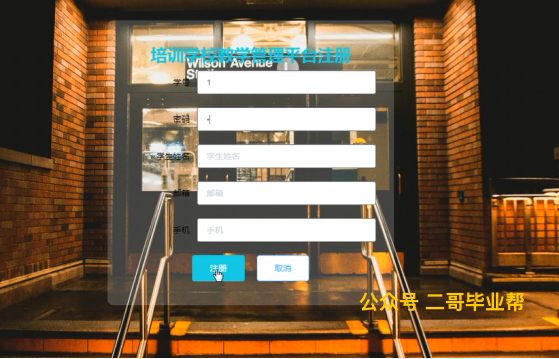 培训学校教学管理平台注册
Wilson Avenue
学号
1
密码
学生姓名
学生姓名
邮箱
邮箱
手机
手机
注册
取消
公众号 二哥毕业帮